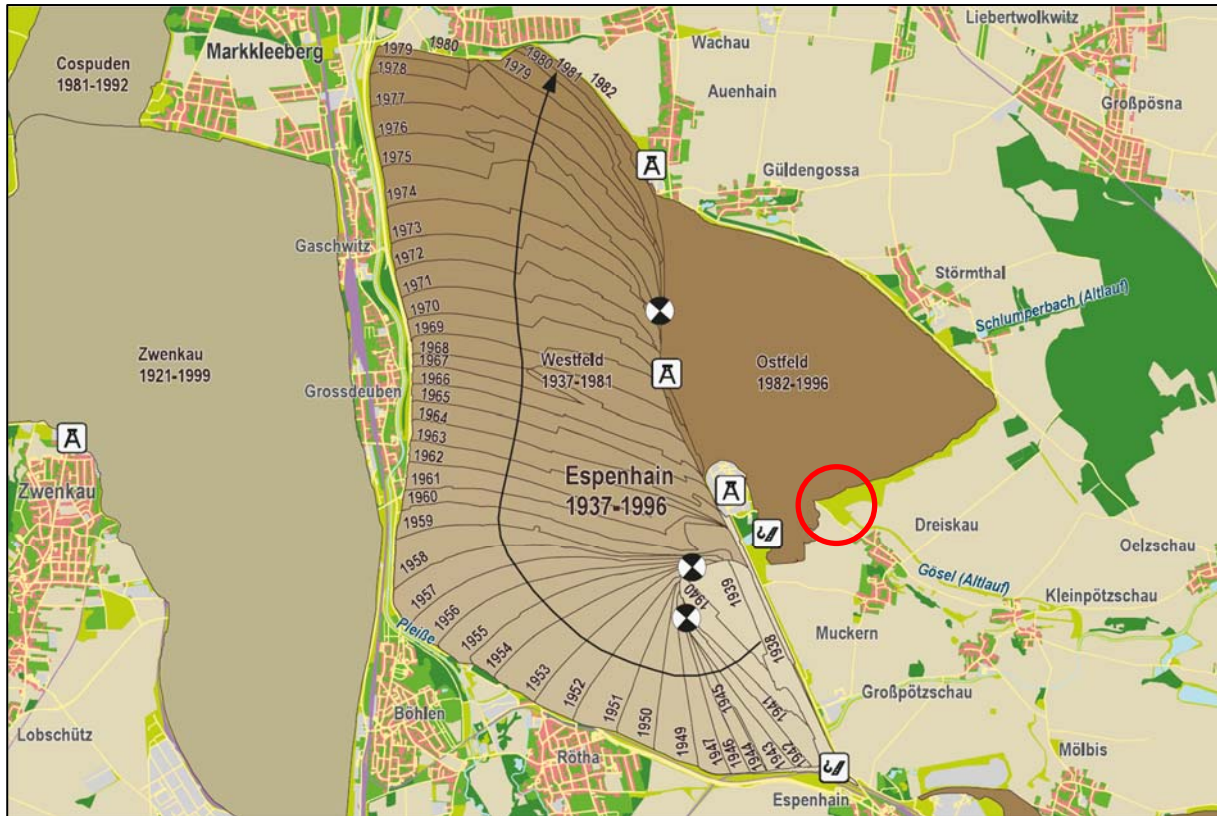 Cospuden
1981-1992
Markkleeberg
1979
1980
1978
1977
1976
1975
1974
1973
1972
1971
1970
1969
1968
1967
1966
1965
1964
1963
1962
1961
1960
1959
1958
1957
1956
1955
1954
1953
1952
1951
1950
1949
1947
1946
1945
1944
1943
1942
1941
1940
1939
1938
1979
1980
1981
1982
Wachau
Auenhain
Liebertwolkwitz
Großpösna
Güldengossa
Störmthal
Schlumperbach (Altlauf)
Gaschwitz
Zwenkau
1921-1999
Grossdeuben
Westfeld
1937-1981
Ostfeld
1982-1996
Espenhain
1937-1996
Zwenkau
Dreiskau
Oelzschau
Gösel (Altlauf)
Kleinpötzschau
Muckern
Großpötzschau
Pleiße
Böhlen
Rötha
Lobschütz
Mölbis
Espenhain